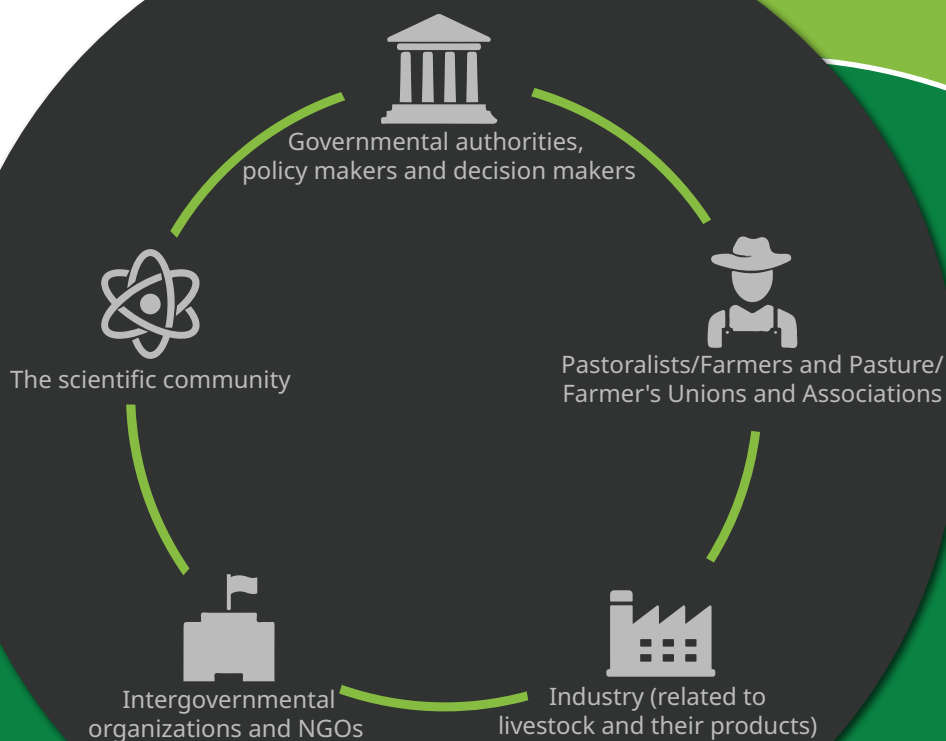 Governmental authorities,
policy makers and decision makers
The scientific community
Pastoralists/Farmers and Pasture/
Farmer's Unions and Associations
Intergovernmental
organizations and NGOs
Industry (related to
livestock and their products)